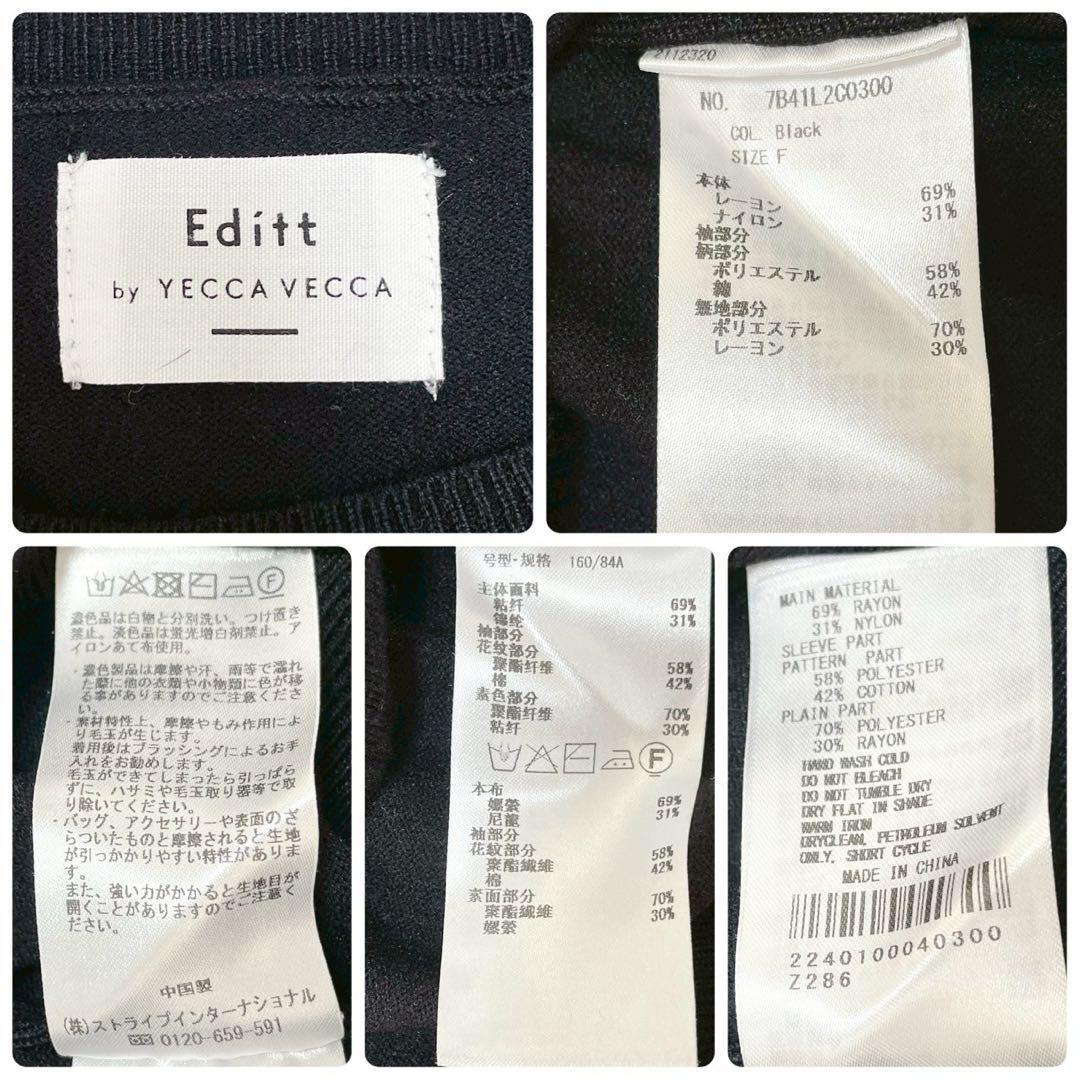 Editt
by YECCA VECCA
2112320
NO. 7B41L2C0300
COL. Black
SIZE F
本体
レーヨン 69%
ナイロン 31%
袖部分
柄部分
ポリエステル 58%
綿 42%
無地部分
ポリエステル 70%
レーヨン 30%
濃色品は白物と分別洗い。つけ置き
禁止。淡色品は蛍光増白剤禁止。ア
イロンあて布使用。
・濃色製品は摩擦や汗、雨等で濡れ
た際に他の衣類や小物類に色が移
る事がありますのでご注意くださ
い。
・素材特性上、摩擦やもみ作用によ
り毛玉が生じます。
着用後はブラッシングによるお手
入れをお勧めします。
毛玉ができてしまったら引っぱら
ずに、ハサミや毛玉取り器等で取
り除いてください。
・バッグ、アクセサリーや表面のざ
らついたものと摩擦されると生地
が引っかかりやすい特性がありま
す。
また、強い力がかかると生地目が
開くことがありますのでご注意く
ださい。
中国製
(株)ストライプインターナショナル
0120-659-591
号型·规格 160/84A
主体面料
粘纤 69%
锦纶 31%
袖部分
花纹部分
聚酯纤维 58%
棉 42%
素色部分
聚酯纤维 70%
粘纤 30%
F
本布
嫘縈 69%
尼龍 31%
袖部分
花紋部分
聚酯纖維 58%
棉 42%
素面部分
聚酯纖維 70%
嫘縈 30%
MAIN MATERIAL
69% RAYON
31% NYLON
SLEEVE PART
PATTERN PART
58% POLYESTER
42% COTTON
PLAIN PART
70% POLYESTER
30% RAYON
HAND WASH COLD
DO NOT BLEACH
DO NOT TUMBLE DRY
DRY FLAT IN SHADE
WARM IRON
DRYCLEAN, PETROLEUM SOLVENT
ONLY, SHORT CYCLE
MADE IN CHINA
2240100040300
Z286